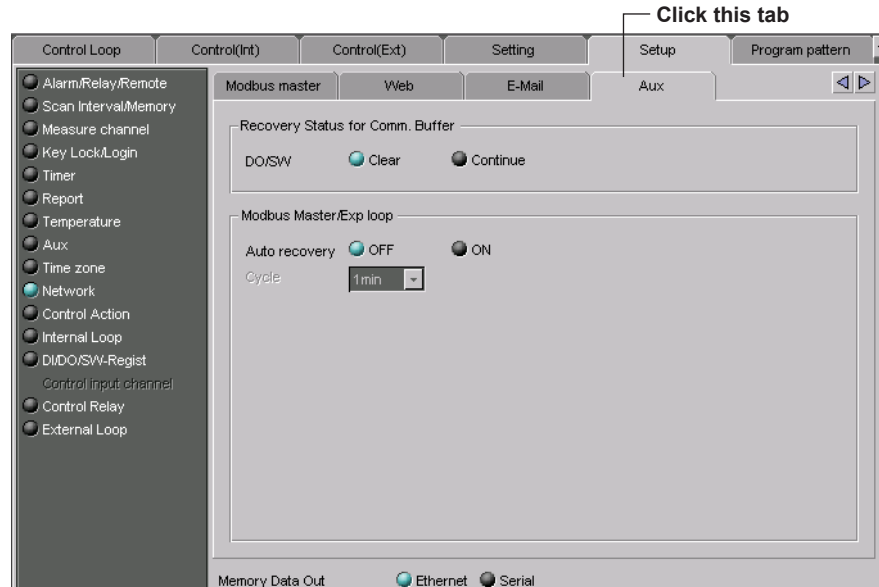 Click this tab
Control Loop Control(Int) Control(Ext) Setting Setup Program pattern
Alarm/Relay/Remote
Scan Interval/Memory
Measure channel
Key Lock/Login
Timer
Report
Temperature
Aux
Time zone
Network
Control Action
Internal Loop
DI/DO/SW-Regist
Control input channel
Control Relay
External Loop
Modbus master Web E-Mail Aux
Recovery Status for Comm. Buffer
DO/SW Clear Continue
Modbus Master/Exp loop
Auto recovery OFF ON
Cycle 1min
Memory Data Out Ethernet Serial